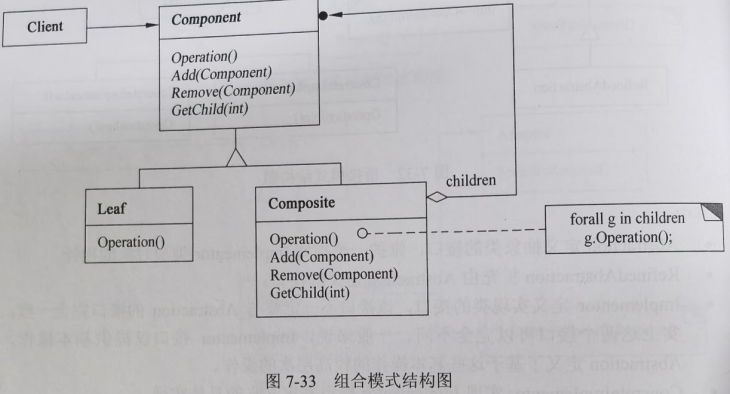 Client
Component
Operation()
Add(Component)
Remove(Component)
GetChild(int)
Leaf
Operation()
Composite
Operation()
Add(Component)
Remove(Component)
GetChild(int)
children
forall g in children
g.Operation();
图 7-33 组合模式结构图